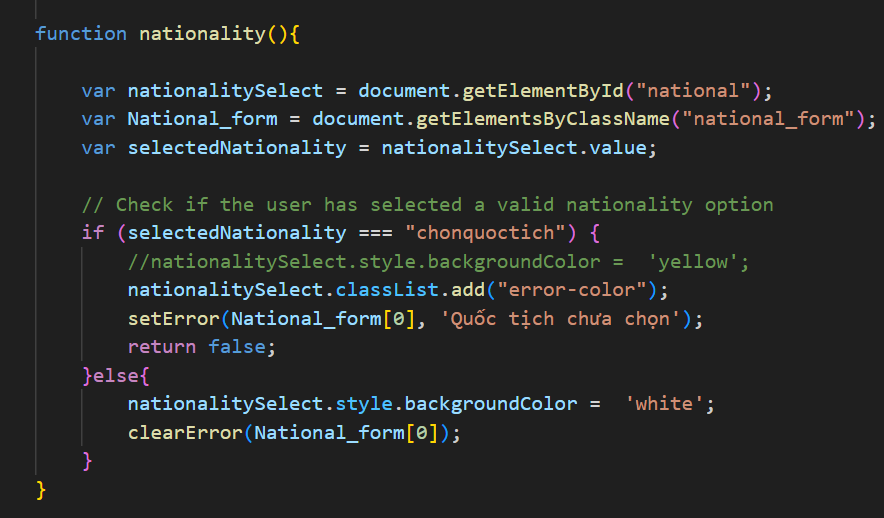 function nationality(){
var nationalitySelect = document.getElementById("national");
var National_form = document.getElementsByClassName("national_form");
var selectedNationality = nationalitySelect.value;
// Check if the user has selected a valid nationality option
if (selectedNationality === "chonquoctich") {
//nationalitySelect.style.backgroundColor =  'yellow';
nationalitySelect.classList.add("error-color");
setError(National_form[0], 'Quốc tịch chưa chọn');
return false;
}else{
nationalitySelect.style.backgroundColor =  'white';
clearError(National_form[0]);
}
}